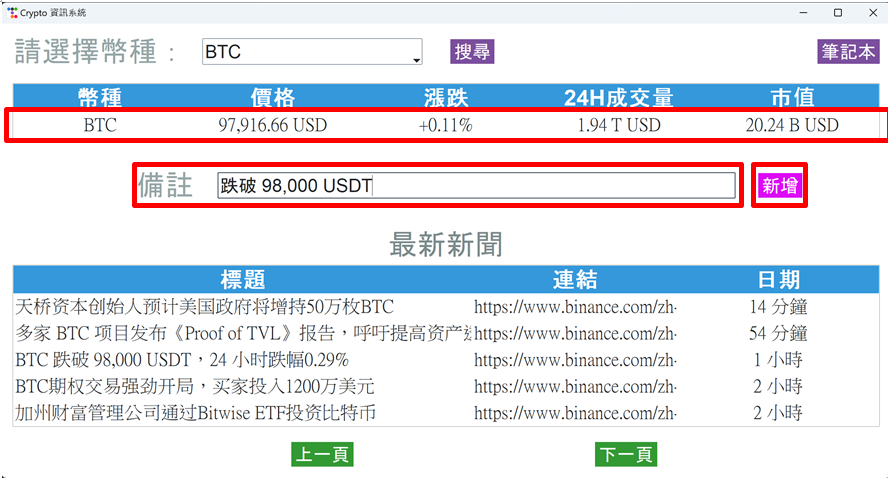 Crypto 資訊系統
請選擇幣種： BTC 搜尋 筆記本
幣種 價格 漲跌 24H成交量 市值
BTC 97,916.66 USD +0.11% 1.94 T USD 20.24 B USD
備註 跌破 98,000 USDT 新增
最新新聞
標題 連結 日期
天桥资本创始人预计美国政府将增持50万枚BTC https://www.binance.com/zh- 14 分鐘
多家 BTC 项目发布《Proof of TVL》报告，呼吁提高资产透 https://www.binance.com/zh- 54 分鐘
BTC 跌破 98,000 USDT，24 小时跌幅0.29% https://www.binance.com/zh- 1 小時
BTC期权交易强劲开局，买家投入1200万美元 https://www.binance.com/zh- 2 小時
加州财富管理公司通过Bitwise ETF投资比特币 https://www.binance.com/zh- 2 小時
上一頁 下一頁